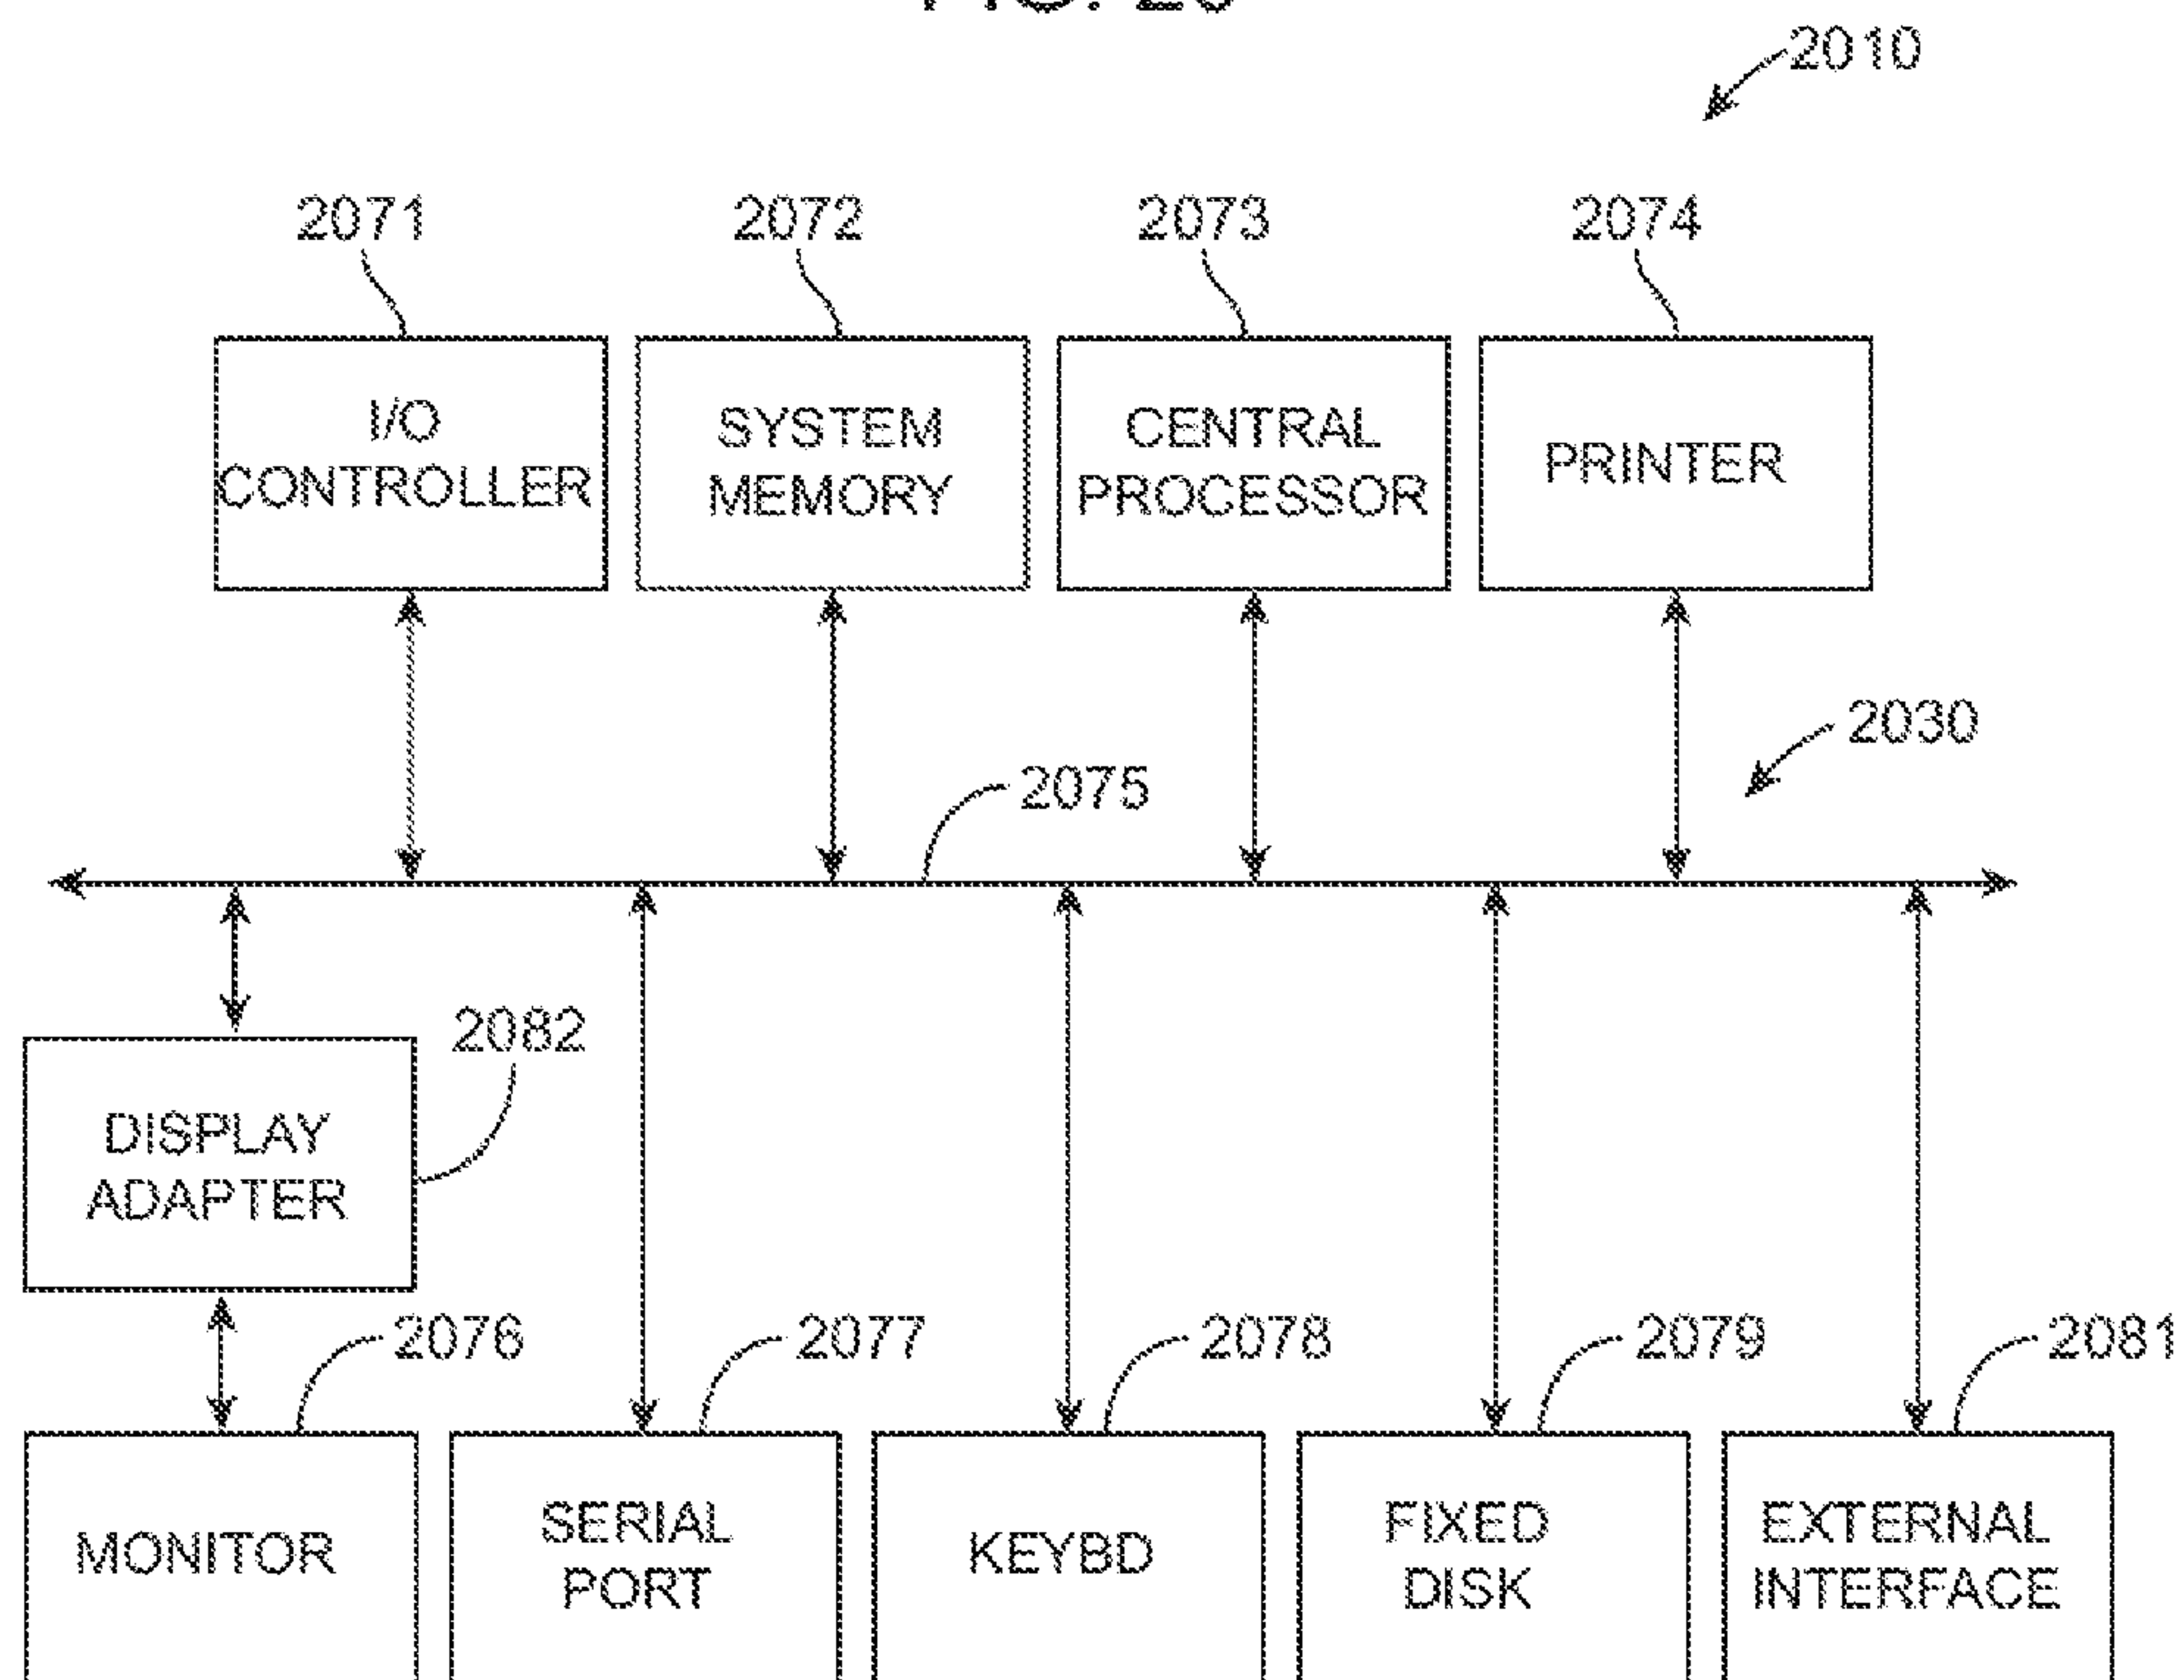 2010
2071
2072
2073
2074
I/O
CONTROLLER
SYSTEM
MEMORY
CENTRAL
PROCESSOR
PRINTER
2030
2075
2082
DISPLAY
ADAPTER
2076
2077
2078
2079
2081
MONITOR
SERIAL
PORT
KEYBD
FIXED
DISK
EXTERNAL
INTERFACE